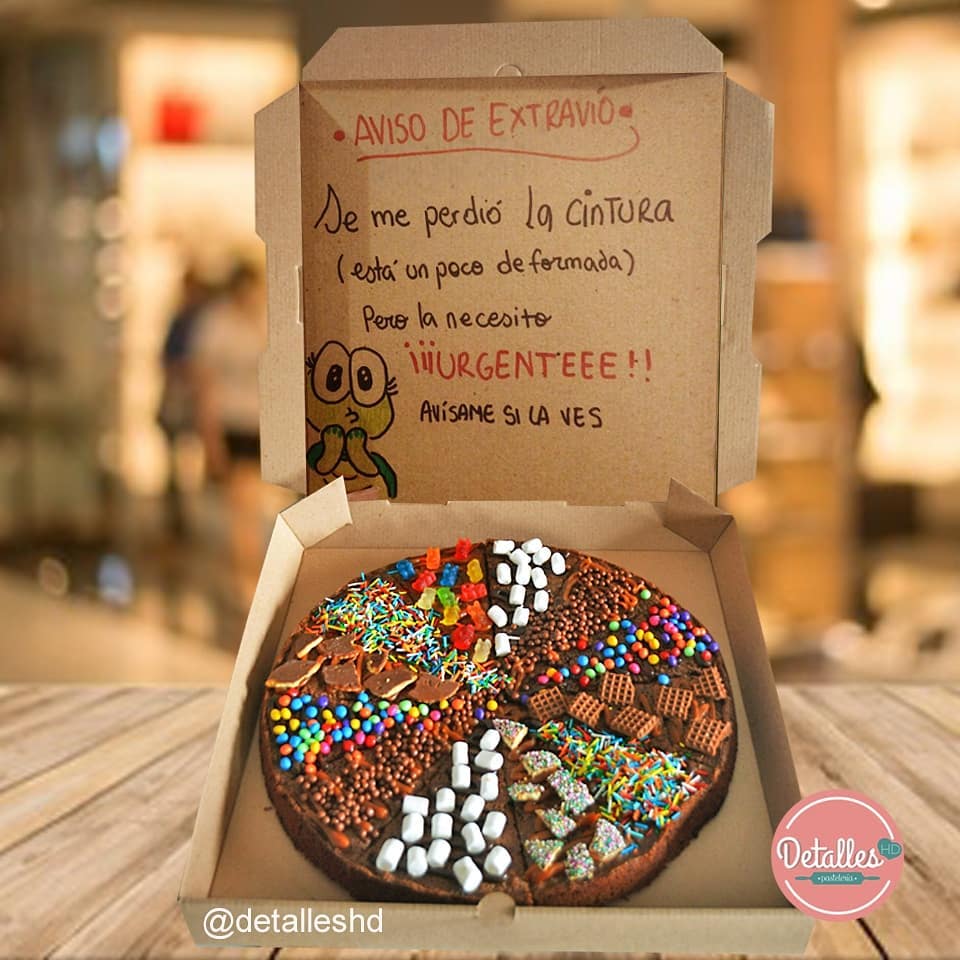 • AVISO DE EXTRAVIÓ •
Se me perdió la CINTURA
(está un poco deformada)
Pero la necesito
¡¡¡URGENTEEE!!
AVÍSAME SI LA VES
Detalles HD
• pastelería •
@detalleshd